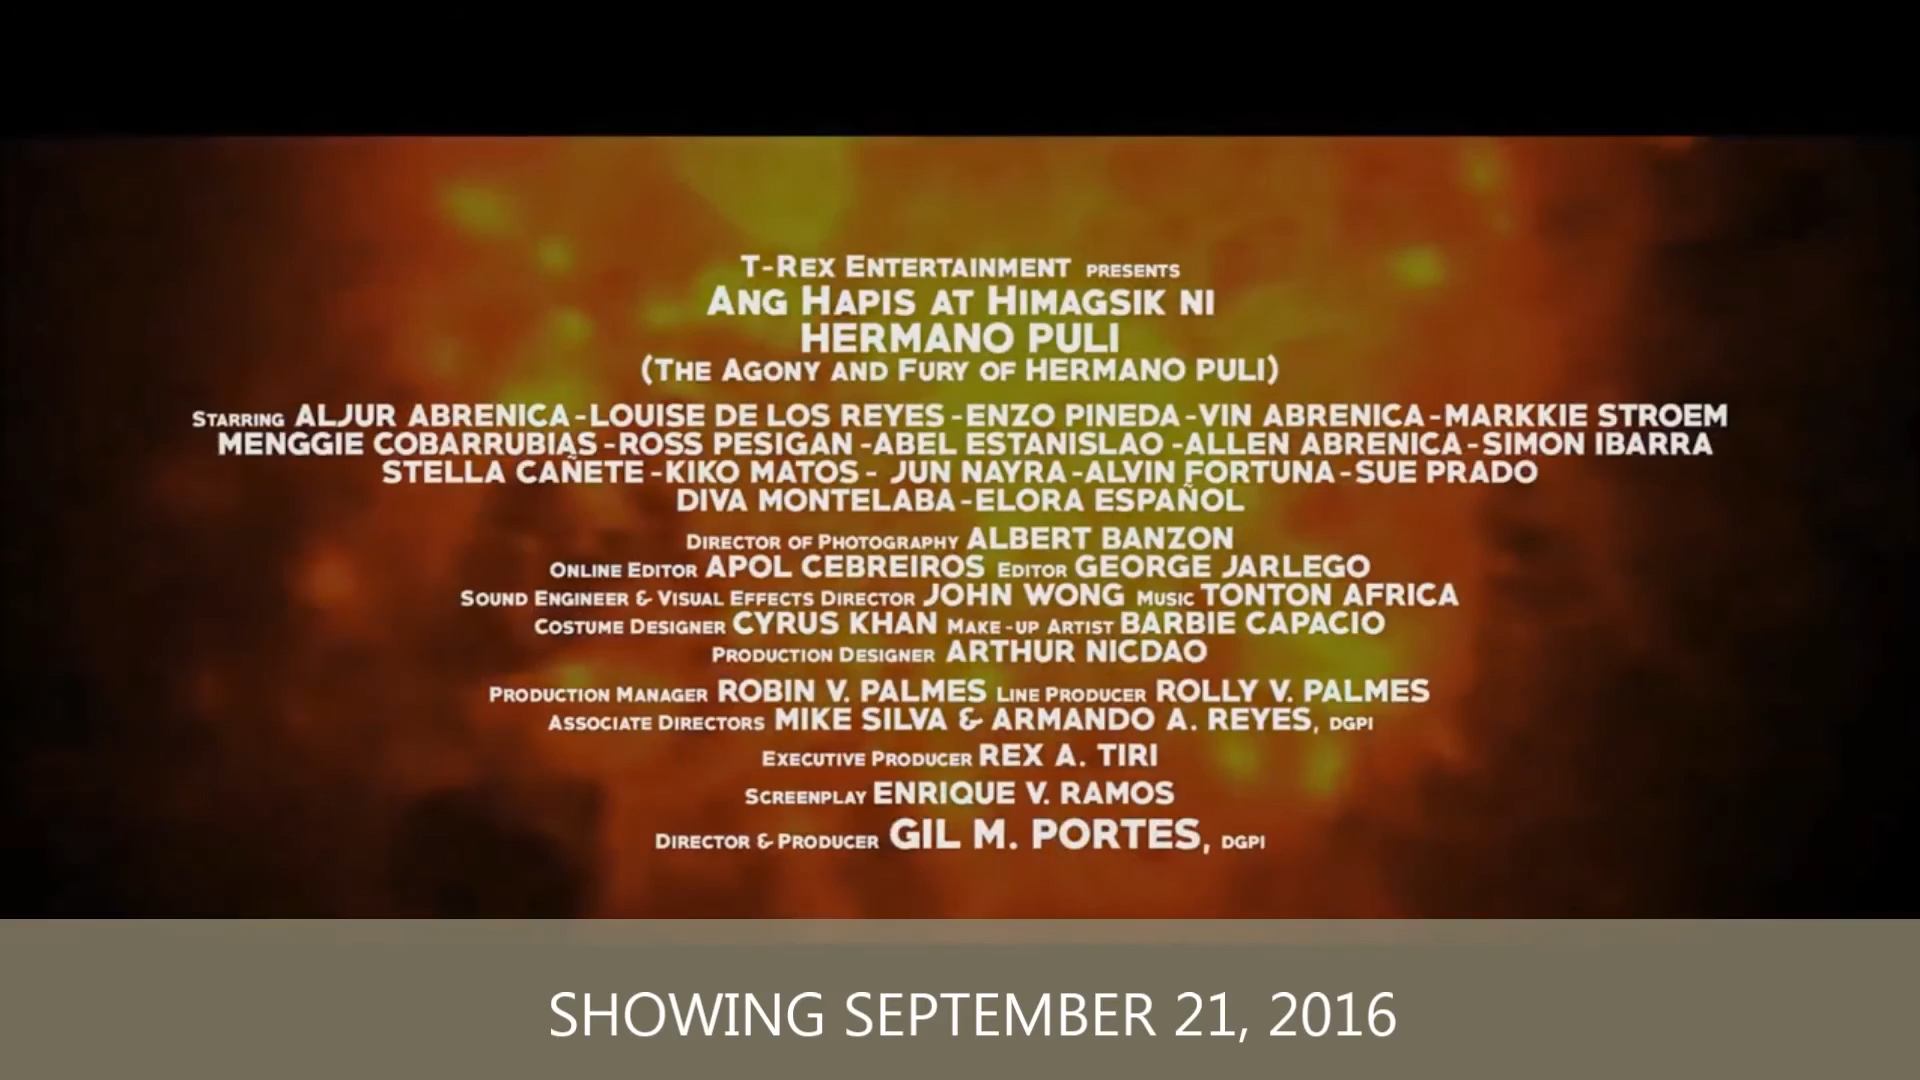 T-REX ENTERTAINMENT PRESENTS
ANG HAPIS AT HIMAGSIK NI
HERMANO PULI
(THE AGONY AND FURY OF HERMANO PULI)
STARRING ALJUR ABRENICA-LOUISE DE LOS REYES-ENZO PINEDA-VIN ABRENICA-MARKKIE STROEM
MENGGIE COBARRUBIAS-ROSS PESIGAN-ABEL ESTANISLAO-ALLEN ABRENICA-SIMON IBARRA
STELLA CAÑETE-KIKO MATOS- JUN NAYRA-ALVIN FORTUNA-SUE PRADO
DIVA MONTELABA-ELORA ESPAÑOL
DIRECTOR OF PHOTOGRAPHY ALBERT BANZON
ONLINE EDITOR APOL CEBREIROS EDITOR GEORGE JARLEGO
SOUND ENGINEER & VISUAL EFFECTS DIRECTOR JOHN WONG MUSIC TONTON AFRICA
COSTUME DESIGNER CYRUS KHAN MAKE-UP ARTIST BARBIE CAPACIO
PRODUCTION DESIGNER ARTHUR NICDAO
PRODUCTION MANAGER ROBIN V. PALMES LINE PRODUCER ROLLY V. PALMES
ASSOCIATE DIRECTORS MIKE SILVA & ARMANDO A. REYES, DGPI
EXECUTIVE PRODUCER REX A. TIRI
SCREENPLAY ENRIQUE V. RAMOS
DIRECTOR & PRODUCER GIL M. PORTES, DGPI
SHOWING SEPTEMBER 21, 2016